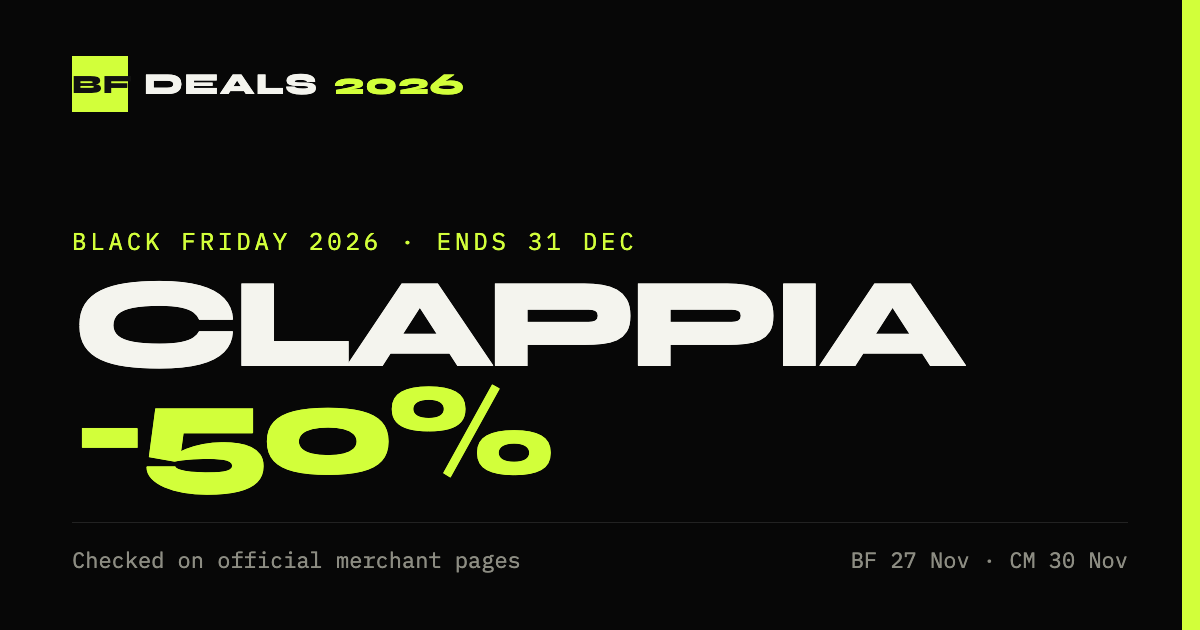 BF DEALS 2026
BLACK FRIDAY 2026 · ENDS 31 DEC
CLAPPIA
-50%
Checked on official merchant pages
BF 27 Nov · CM 30 Nov